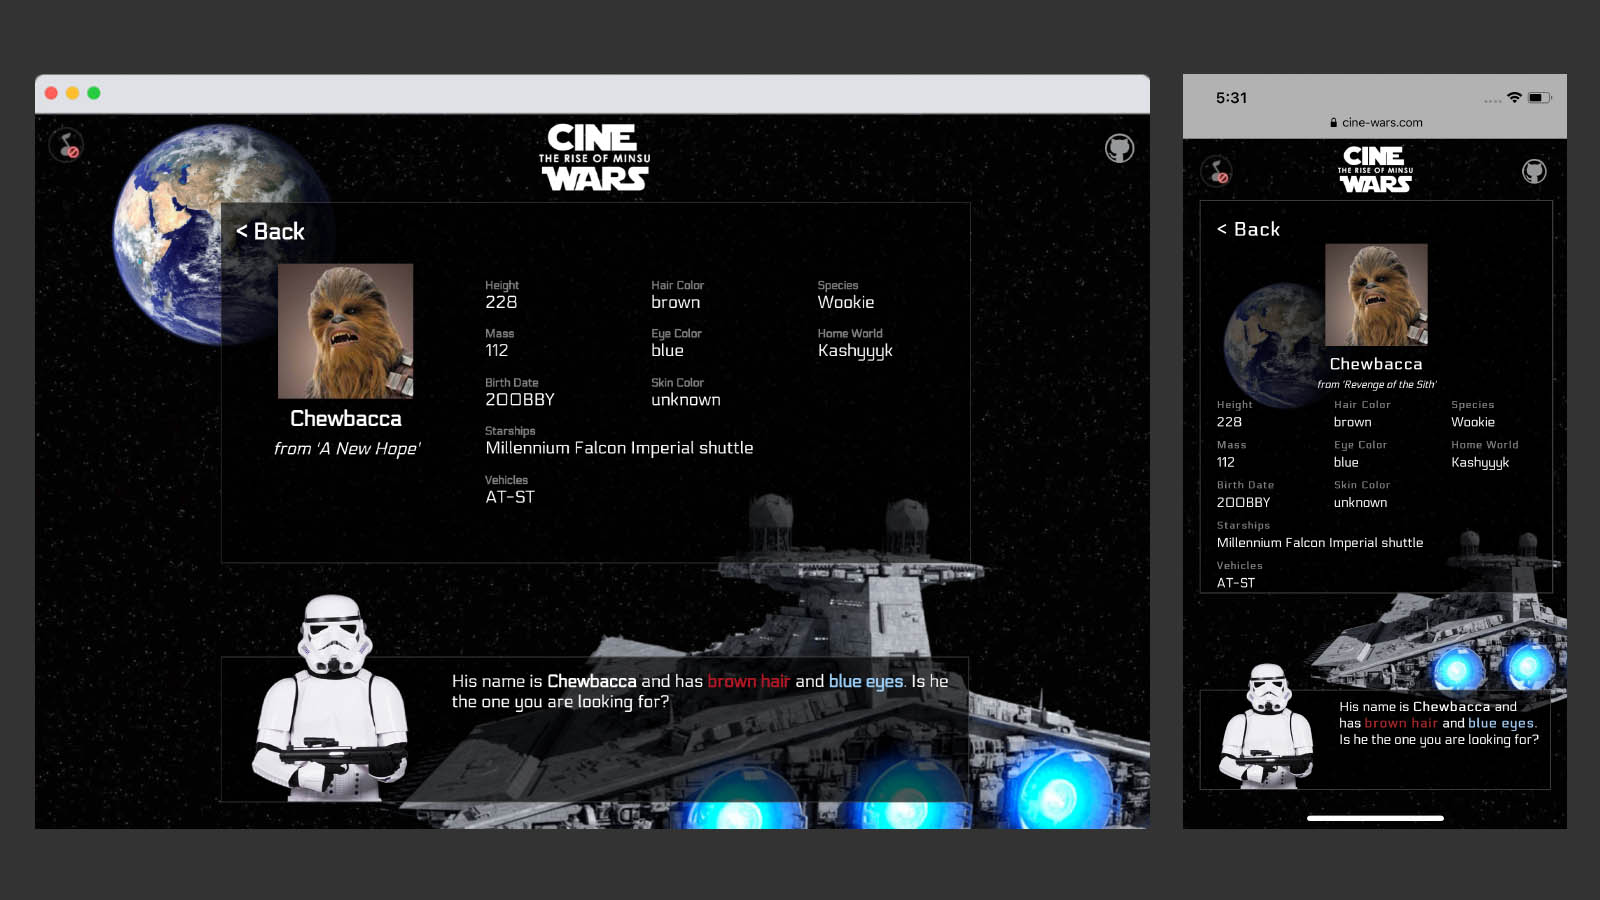 CINE
THE RISE OF MINSU
WARS
< Back
Chewbacca
from 'A New Hope'
Height
228
Hair Color
brown
Species
Wookie
Mass
112
Eye Color
blue
Home World
Kashyyyk
Birth Date
200BBY
Skin Color
unknown
Starships
Millennium Falcon Imperial shuttle
Vehicles
AT-ST
His name is Chewbacca and has brown hair and blue eyes. Is he
the one you are looking for?
5:31
cine-wars.com
CINE
THE RISE OF MINSU
WARS
< Back
Chewbacca
from 'Revenge of the Sith'
Height
228
Hair Color
brown
Species
Wookie
Mass
112
Eye Color
blue
Home World
Kashyyyk
Birth Date
200BBY
Skin Color
unknown
Starships
Millennium Falcon Imperial shuttle
Vehicles
AT-ST
His name is Chewbacca and
has brown hair and blue eyes.
Is he the one you are looking for?